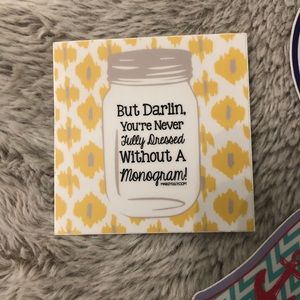 But Darlin,
You're Never
Fully Dressed
Without A
Monogram!